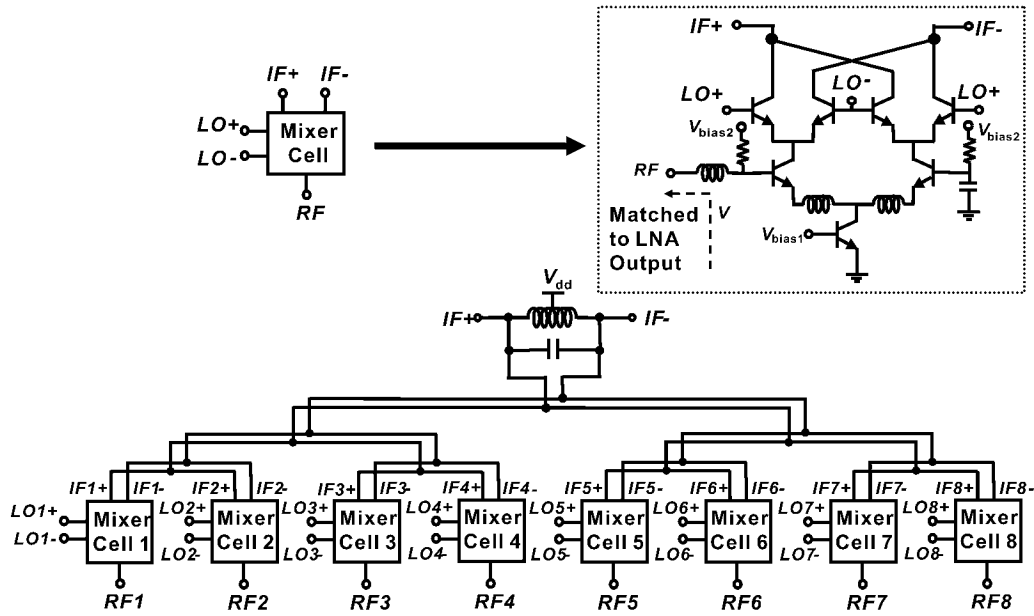 IF+ IF-
LO+
LO-
Mixer
Cell
RF
IF+ IF-
LO+ LO- LO+
Vbias2 Vbias2
RF
V
Matched
to LNA
Output
Vbias1
Vdd
IF+ IF-
IF1+ IF1- IF2+ IF2- IF3+ IF3- IF4+ IF4- IF5+ IF5- IF6+ IF6- IF7+ IF7- IF8+ IF8-
LO1+ LO2+ LO3+ LO4+ LO5+ LO6+ LO7+ LO8+
LO1- LO2- LO3- LO4- LO5- LO6- LO7- LO8-
Mixer Mixer Mixer Mixer Mixer Mixer Mixer Mixer
Cell 1 Cell 2 Cell 3 Cell 4 Cell 5 Cell 6 Cell 7 Cell 8
RF1 RF2 RF3 RF4 RF5 RF6 RF7 RF8